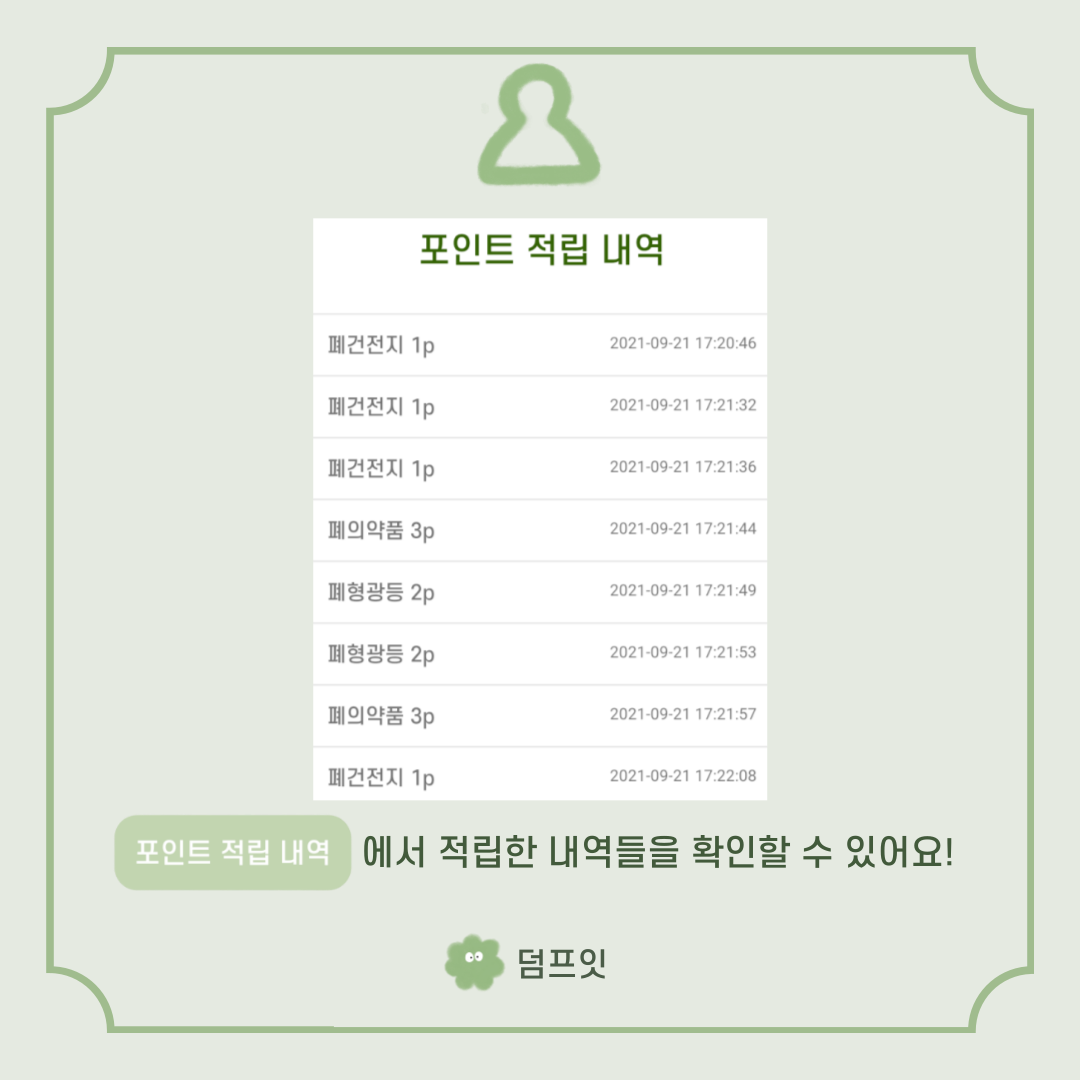 포인트 적립 내역
폐건전지 1p 2021-09-21 17:20:46
폐건전지 1p 2021-09-21 17:21:32
폐건전지 1p 2021-09-21 17:21:36
폐의약품 3p 2021-09-21 17:21:44
폐형광등 2p 2021-09-21 17:21:49
폐형광등 2p 2021-09-21 17:21:53
폐의약품 3p 2021-09-21 17:21:57
폐건전지 1p 2021-09-21 17:22:08
포인트 적립 내역 에서 적립한 내역들을 확인할 수 있어요!
덤프잇